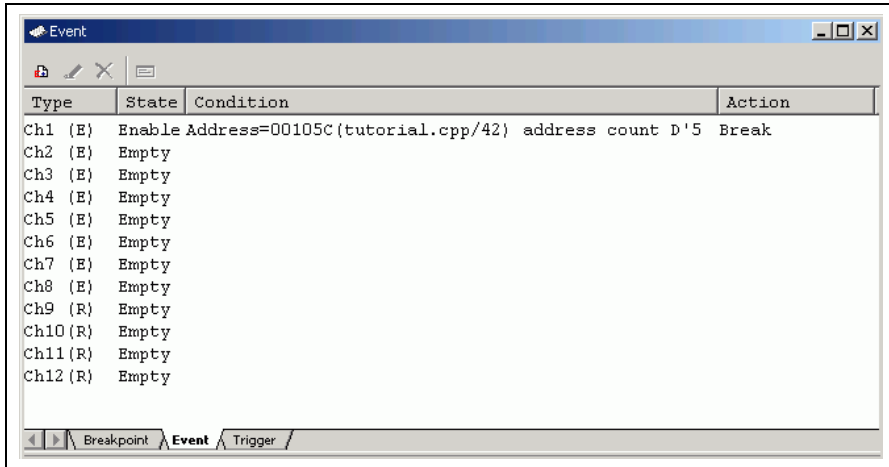 Event
Type State Condition Action
Ch1 (E) Enable Address=00105C(tutorial.cpp/42) address count D'5 Break
Ch2 (E) Empty
Ch3 (E) Empty
Ch4 (E) Empty
Ch5 (E) Empty
Ch6 (E) Empty
Ch7 (E) Empty
Ch8 (E) Empty
Ch9 (R) Empty
Ch10(R) Empty
Ch11(R) Empty
Ch12(R) Empty
Breakpoint Event Trigger